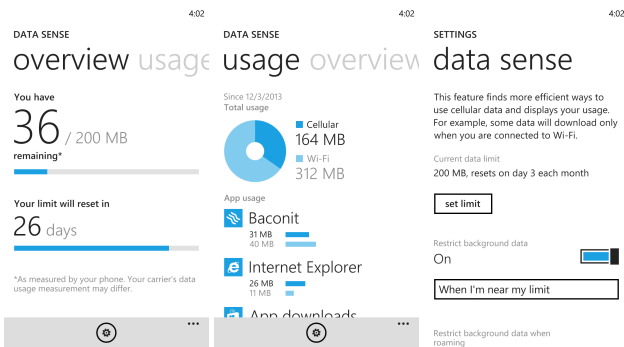 4:02
DATA SENSE
overview usage
You have
36 / 200 MB
remaining*
Your limit will reset in
26 days
*As measured by your phone. Your carrier's data
usage measurement may differ.
4:02
DATA SENSE
usage overview
Since 12/3/2013
Total usage
Cellular
164 MB
Wi-Fi
312 MB
App usage
Baconit
31 MB
40 MB
Internet Explorer
26 MB
11 MB
App downloads
4:02
SETTINGS
data sense
This feature finds more efficient ways to
use cellular data and displays your usage.
For example, some data will download only
when you are connected to Wi-Fi.
Current data limit
200 MB, resets on day 3 each month
set limit
Restrict background data
On
When I'm near my limit
Restrict background data when
roaming